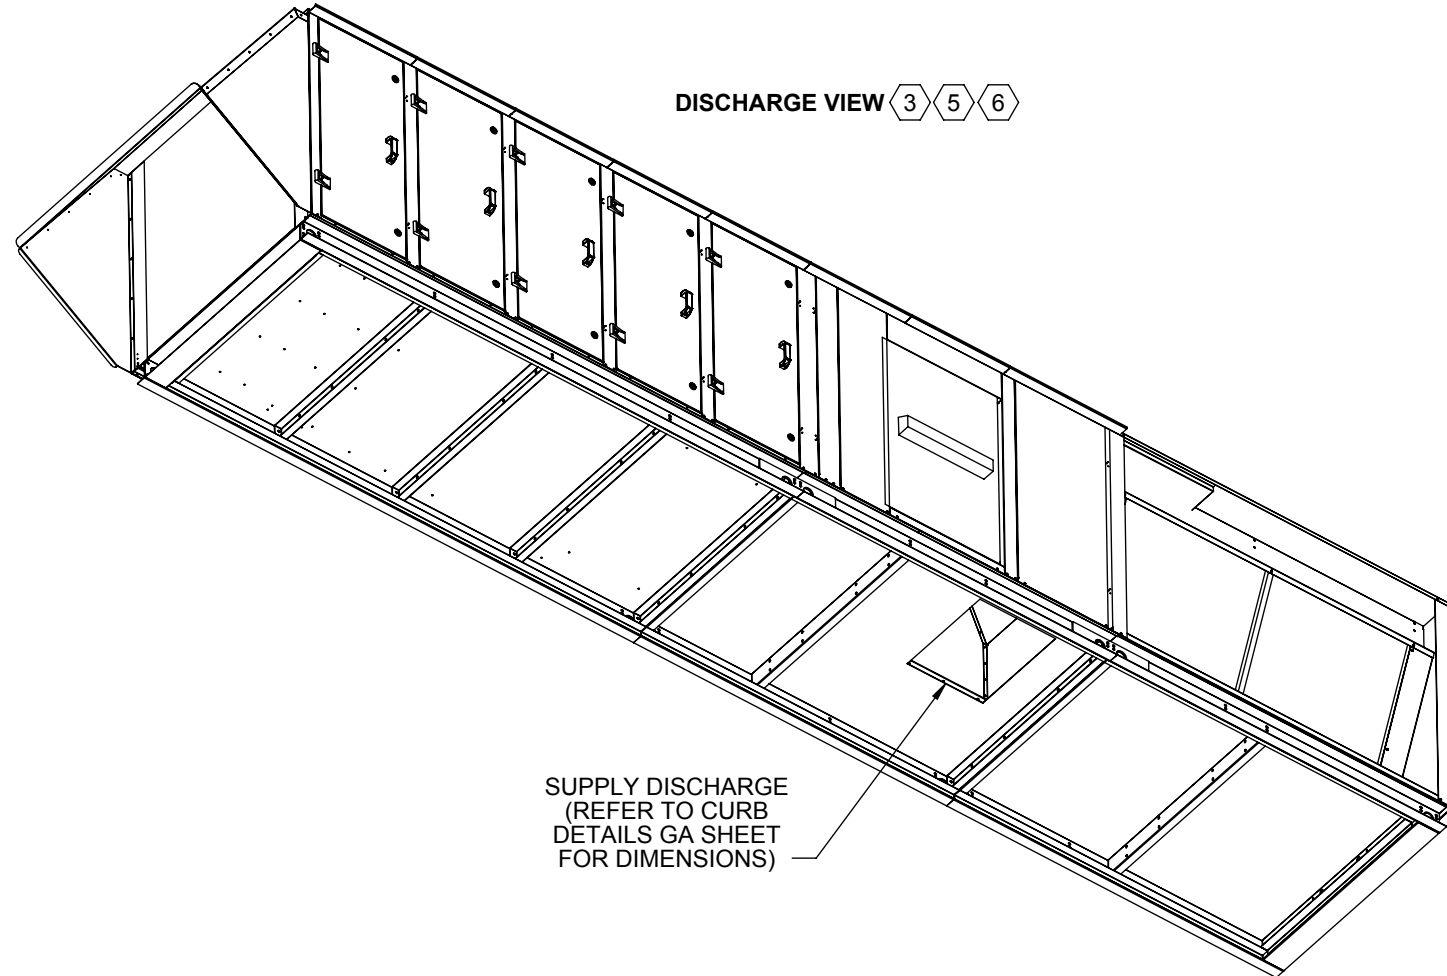 DISCHARGE VIEW 3 5 6
SUPPLY DISCHARGE
(REFER TO CURB
DETAILS GA SHEET
FOR DIMENSIONS)